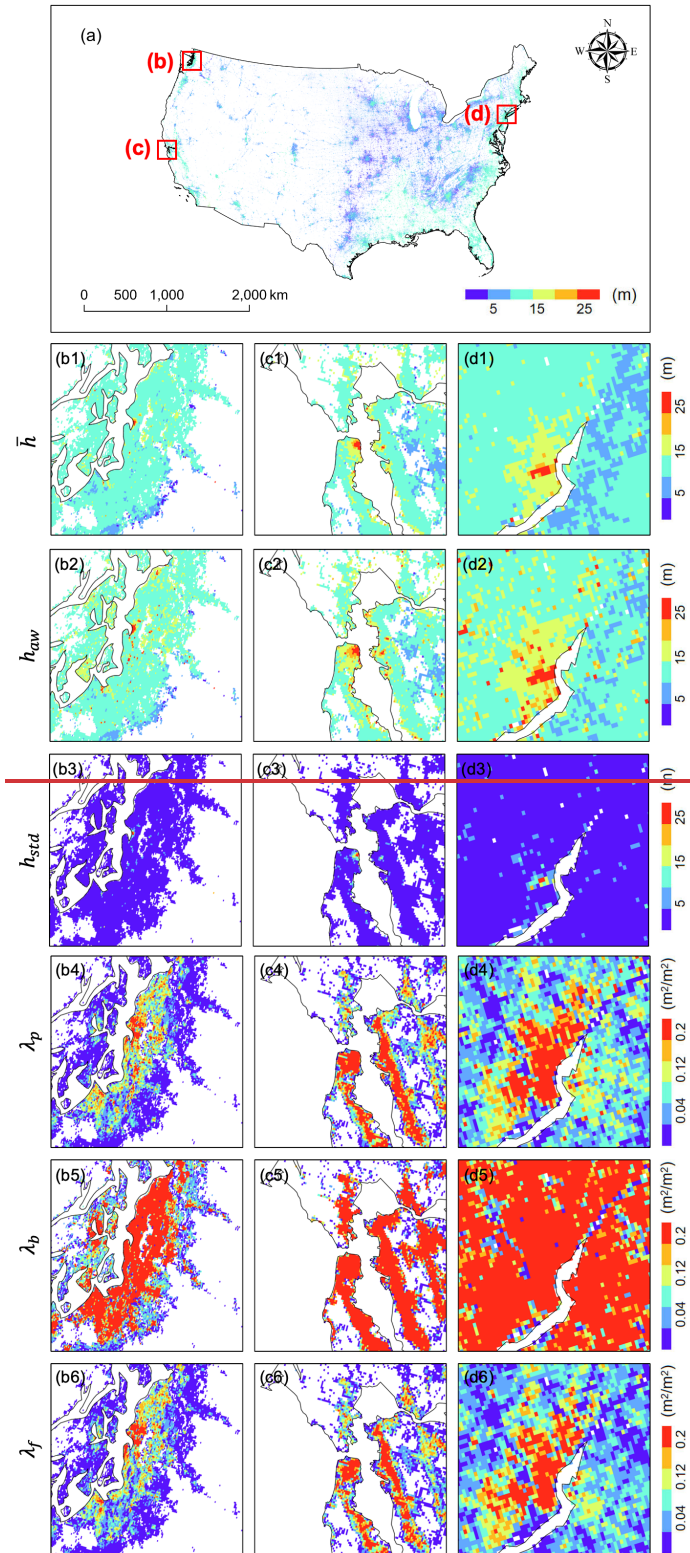 (a)
N
W E
S
(b)
(d)
(c)
0 500 1,000 2,000 km
(m)
5 15 25
(b1) (c1) (d1)
h̄
(m)
25
15
5
(b2) (c2) (d2)
h_aw
(m)
25
15
5
(b3) (c3) (d3)
h_std
(m)
25
15
5
(b4) (c4) (d4)
λ_p
(m²/m²)
0.2
0.12
0.04
(b5) (c5) (d5)
λ_b
(m²/m²)
0.2
0.12
0.04
(b6) (c6) (d6)
λ_f
(m²/m²)
0.2
0.12
0.04